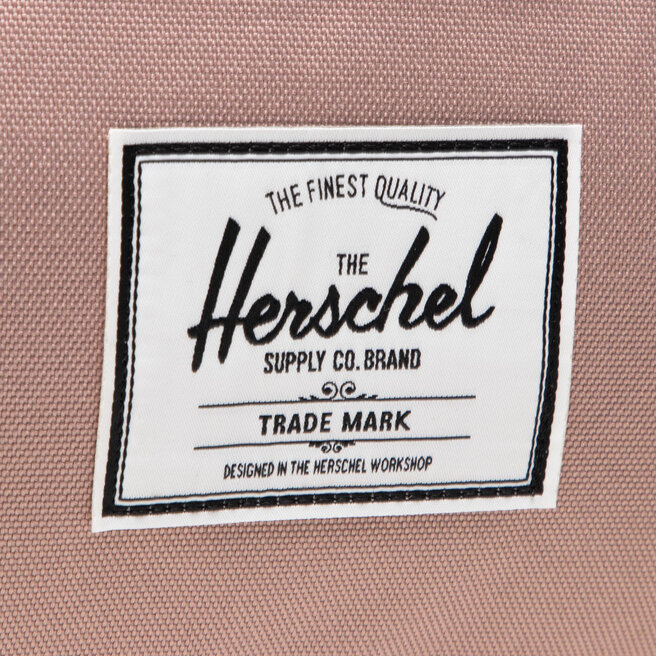 THE FINEST QUALITY
THE
Herschel
SUPPLY CO. BRAND
TRADE MARK
DESIGNED IN THE HERSCHEL WORKSHOP